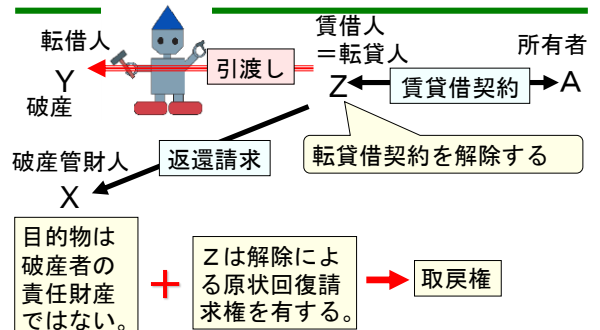 転借人
Y
破産
引渡し
賃借人
＝転貸人
Z
賃貸借契約
所有者
A
転貸借契約を解除する
返還請求
破産管財人
X
目的物は
破産者の
責任財産
ではない。
＋
Ｚは解除によ
る原状回復請
求権を有する。
取戻権